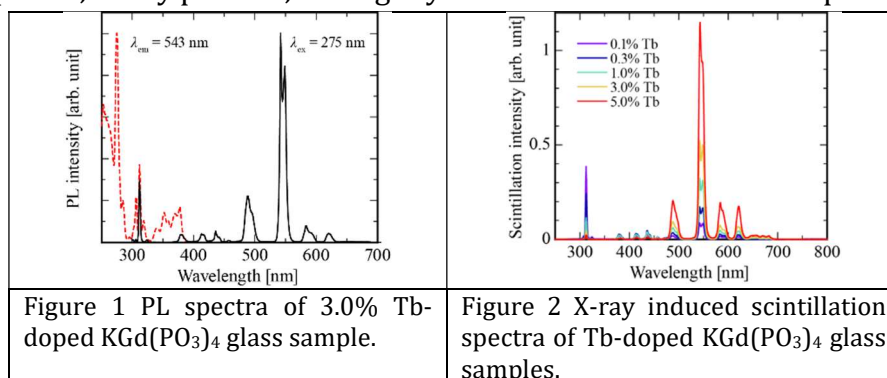 PL intensity [arb. unit]
λem = 543 nm
λex = 275 nm
300 400 500 600 700
Wavelength [nm]
Scintillation intensity [arb. unit]
1
0.5
0
0.1% Tb
0.3% Tb
1.0% Tb
3.0% Tb
5.0% Tb
300 400 500 600 700 800
Wavelength [nm]
Figure 1 PL spectra of 3.0% Tb-
doped KGd(PO₃)₄ glass sample.
Figure 2 X-ray induced scintillation
spectra of Tb-doped KGd(PO₃)₄ glass
samples.